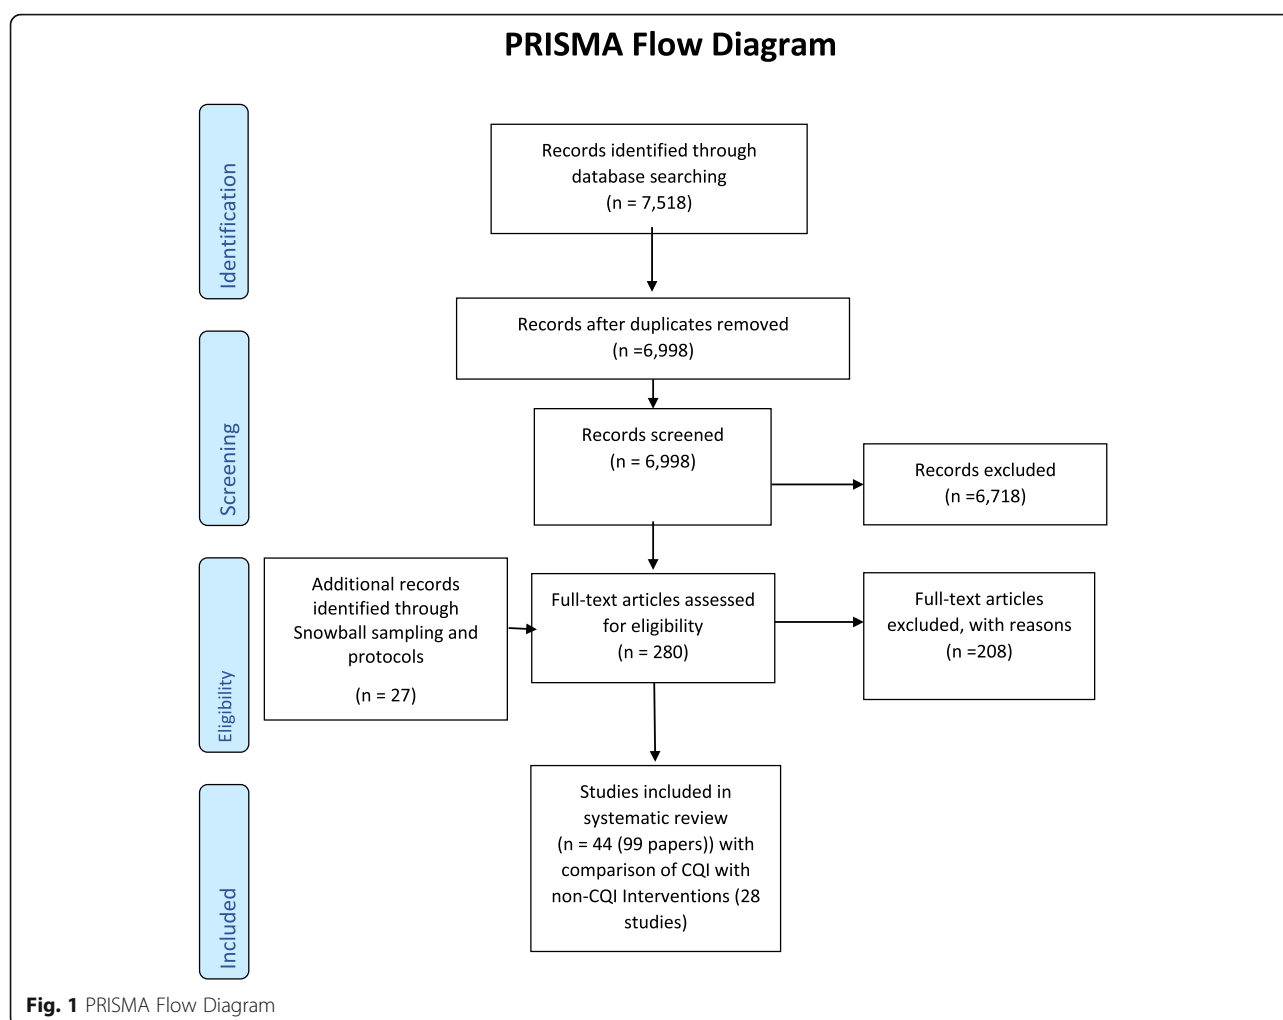 PRISMA Flow Diagram
Identification
Records identified through
database searching
(n = 7,518)
Records after duplicates removed
(n =6,998)
Screening
Records screened
(n = 6,998)
Records excluded
(n =6,718)
Eligibility
Additional records
identified through
Snowball sampling and
protocols
(n = 27)
Full-text articles assessed
for eligibility
(n = 280)
Full-text articles
excluded, with reasons
(n =208)
Included
Studies included in
systematic review
(n = 44 (99 papers)) with
comparison of CQI with
non-CQI Interventions (28
studies)
Fig. 1 PRISMA Flow Diagram